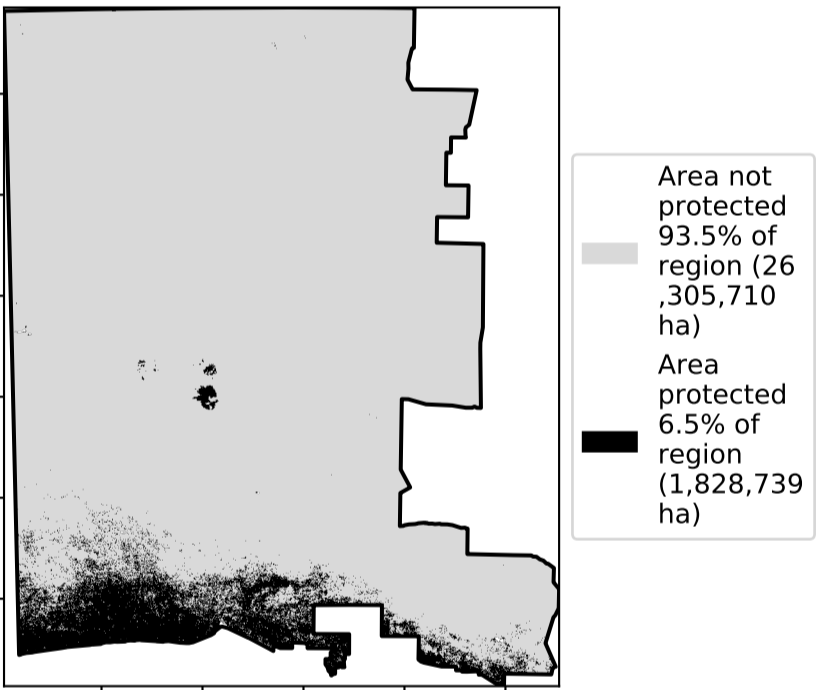 Area not
protected
93.5% of
region (26
,305,710
ha)
Area
protected
6.5% of
region
(1,828,739
ha)